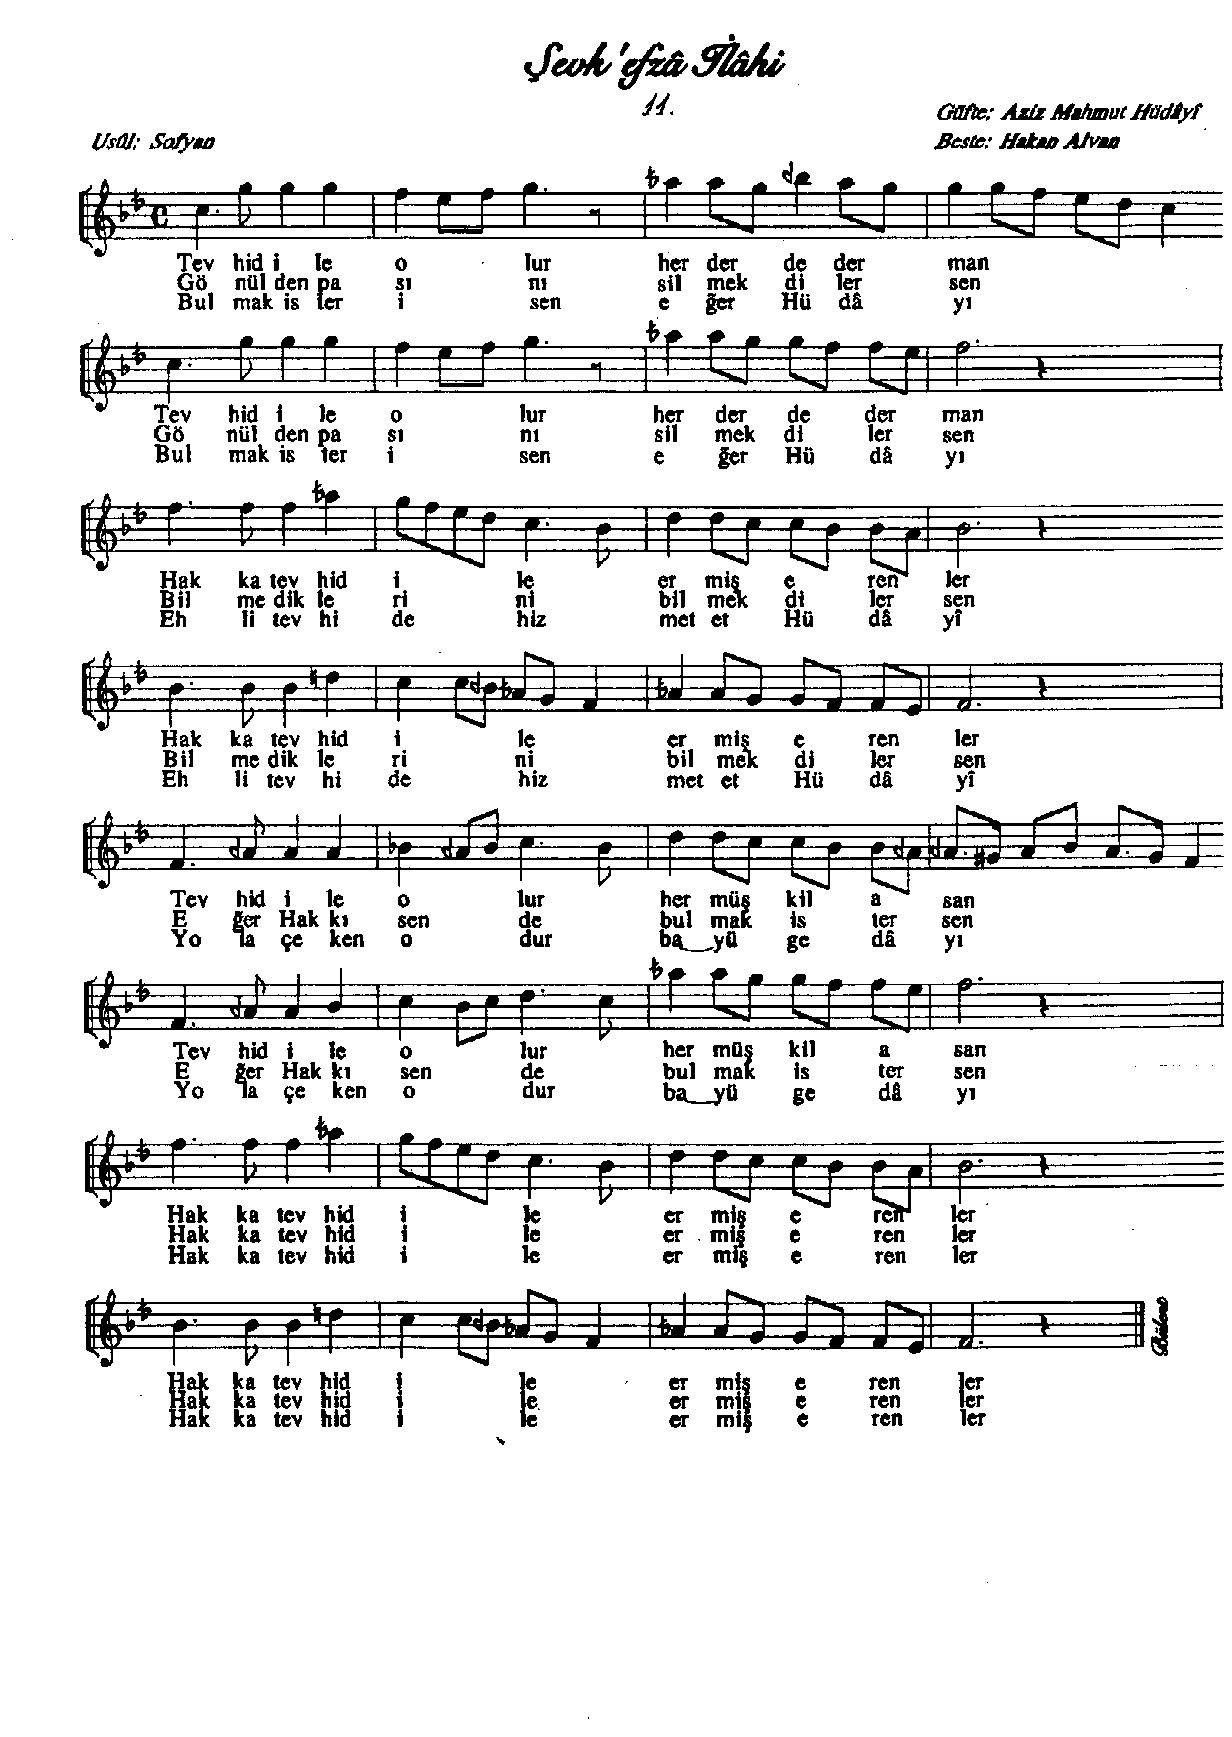 Şevk'efzâ İlâhi
11.
Güfte: Aziz Mahmut Hüdâyî
Usûl: Sofyan
Beste: Hakan Alvan
Tev hid i le o lur her der de der man
Gö nül den pa sı nı sil mek di ler sen
Bul mak is ter i sen e ğer Hü dâ yı
Tev hid i le o lur her der de der man
Gö nül den pa sı nı sil mek di ler sen
Bul mak is ter i sen e ğer Hü dâ yı
Hak ka tev hid i le er miş e ren ler
Bil me dik le ri ni bil mek di ler sen
Eh li tev hi de hiz met et Hü dâ yî
Hak ka tev hid i le er miş e ren ler
Bil me dik le ri ni bil mek di ler sen
Eh li tev hi de hiz met et Hü dâ yî
Tev hid i le o lur her müş kil a san
E ğer Hak kı sen de bul mak is ter sen
Yo la çe ken o dur ba yü ge dâ yı
Tev hid i le o lur her müş kil a san
E ğer Hak kı sen de bul mak is ter sen
Yo la çe ken o dur ba yü ge dâ yı
Hak ka tev hid i le er miş e ren ler
Hak ka tev hid i le er miş e ren ler
Hak ka tev hid i le er miş e ren ler
Hak ka tev hid i le er miş e ren ler
Hak ka tev hid i le er miş e ren ler
Hak ka tev hid i le er miş e ren ler